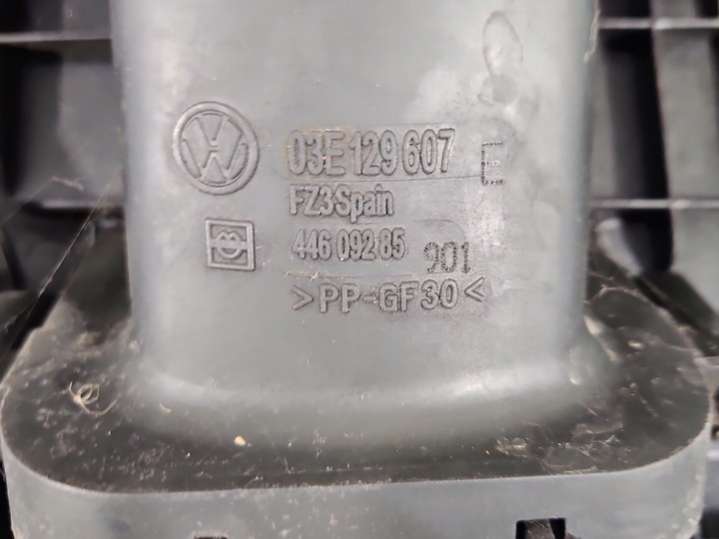 03E 129 607 E
FZ3 Spain
446 092 85 901
>PP-GF30<